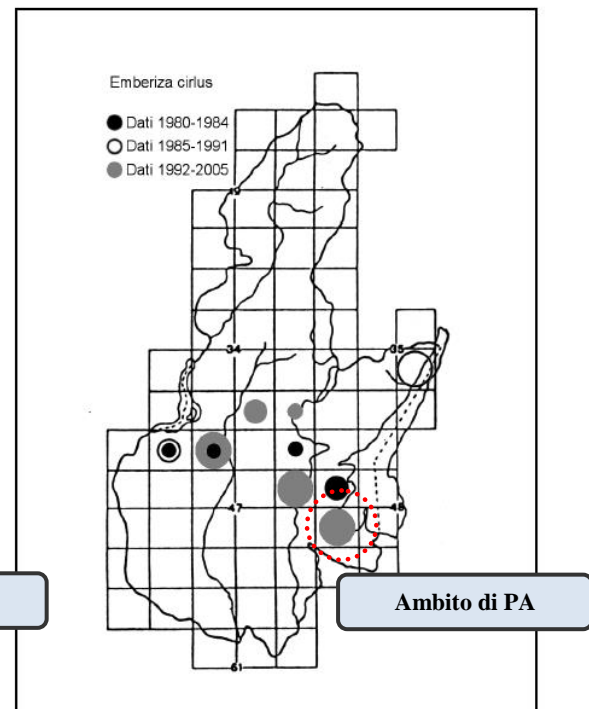 Emberiza cirlus
Dati 1980-1984
Dati 1985-1991
Dati 1992-2005
19
34
35
47
48
Ambito di PA
61